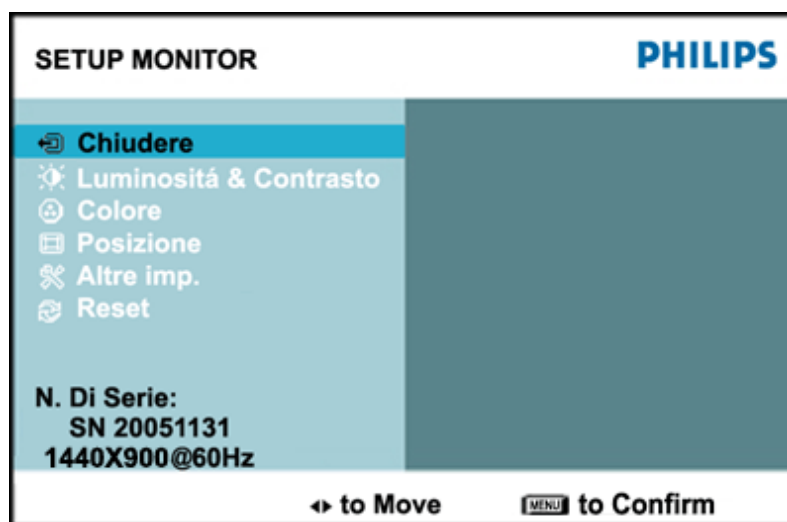 SETUP MONITOR
PHILIPS
Chiudere
Luminositá & Contrasto
Colore
Posizione
Altre imp.
Reset
N. Di Serie:
SN 20051131
1440X900@60Hz
to Move
MENU to Confirm